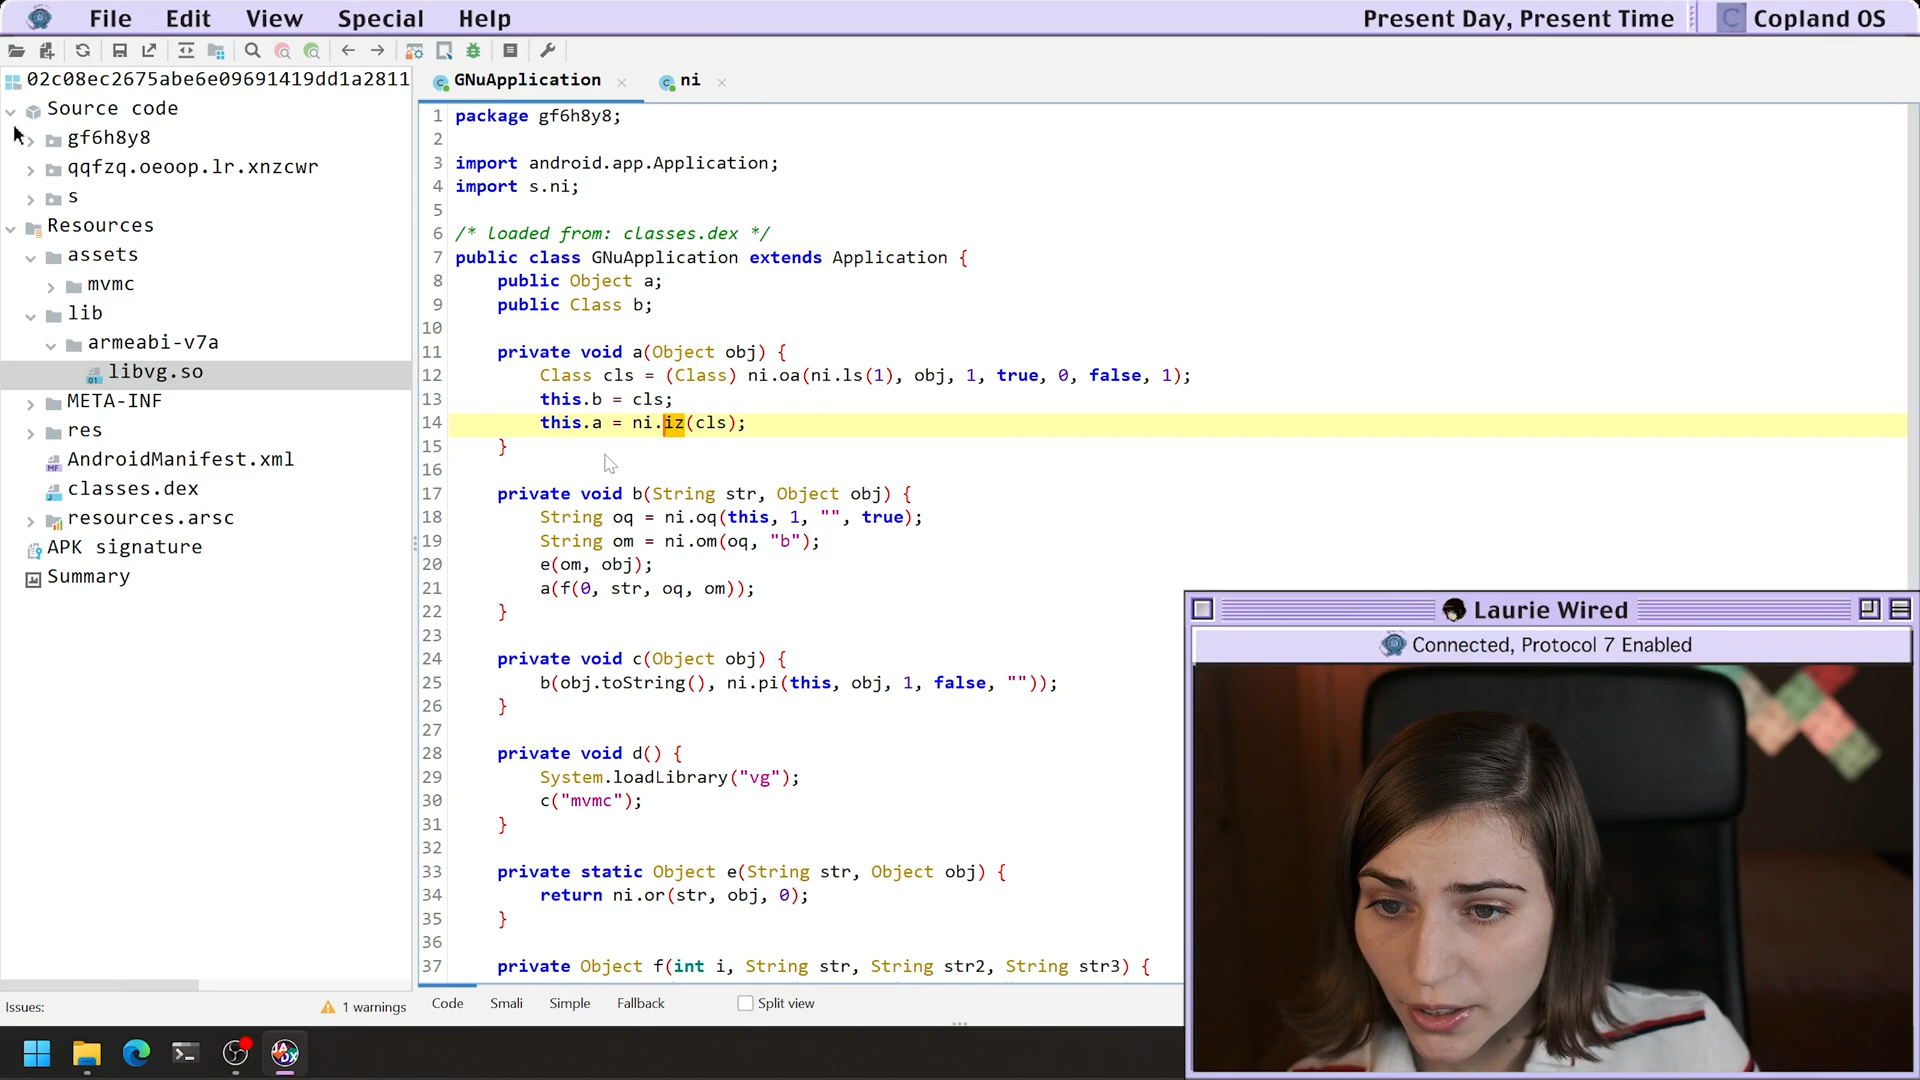 File Edit View Special Help
Present Day, Present Time
C Copland OS
02c08ec2675abe6e09691419dd1a2811
GNuApplication
ni
Source code
gf6h8y8
qqfzq.oeoop.lr.xnzcwr
s
Resources
assets
mvmc
lib
armeabi-v7a
libvg.so
META-INF
res
AndroidManifest.xml
classes.dex
resources.arsc
APK signature
Summary
1 package gf6h8y8;
2
3 import android.app.Application;
4 import s.ni;
5
6 /* loaded from: classes.dex */
7 public class GNuApplication extends Application {
8 public Object a;
9 public Class b;
10
11 private void a(Object obj) {
12 Class cls = (Class) ni.oa(ni.ls(1), obj, 1, true, 0, false, 1);
13 this.b = cls;
14 this.a = ni.iz(cls);
15 }
16
17 private void b(String str, Object obj) {
18 String oq = ni.oq(this, 1, "", true);
19 String om = ni.om(oq, "b");
20 e(om, obj);
21 a(f(0, str, oq, om));
22 }
23
24 private void c(Object obj) {
25 b(obj.toString(), ni.pi(this, obj, 1, false, ""));
26 }
27
28 private void d() {
29 System.loadLibrary("vg");
30 c("mvmc");
31 }
32
33 private static Object e(String str, Object obj) {
34 return ni.or(str, obj, 0);
35 }
36
37 private Object f(int i, String str, String str2, String str3) {
Issues:
1 warnings
Code Smali Simple Fallback Split view
Laurie Wired
Connected, Protocol 7 Enabled